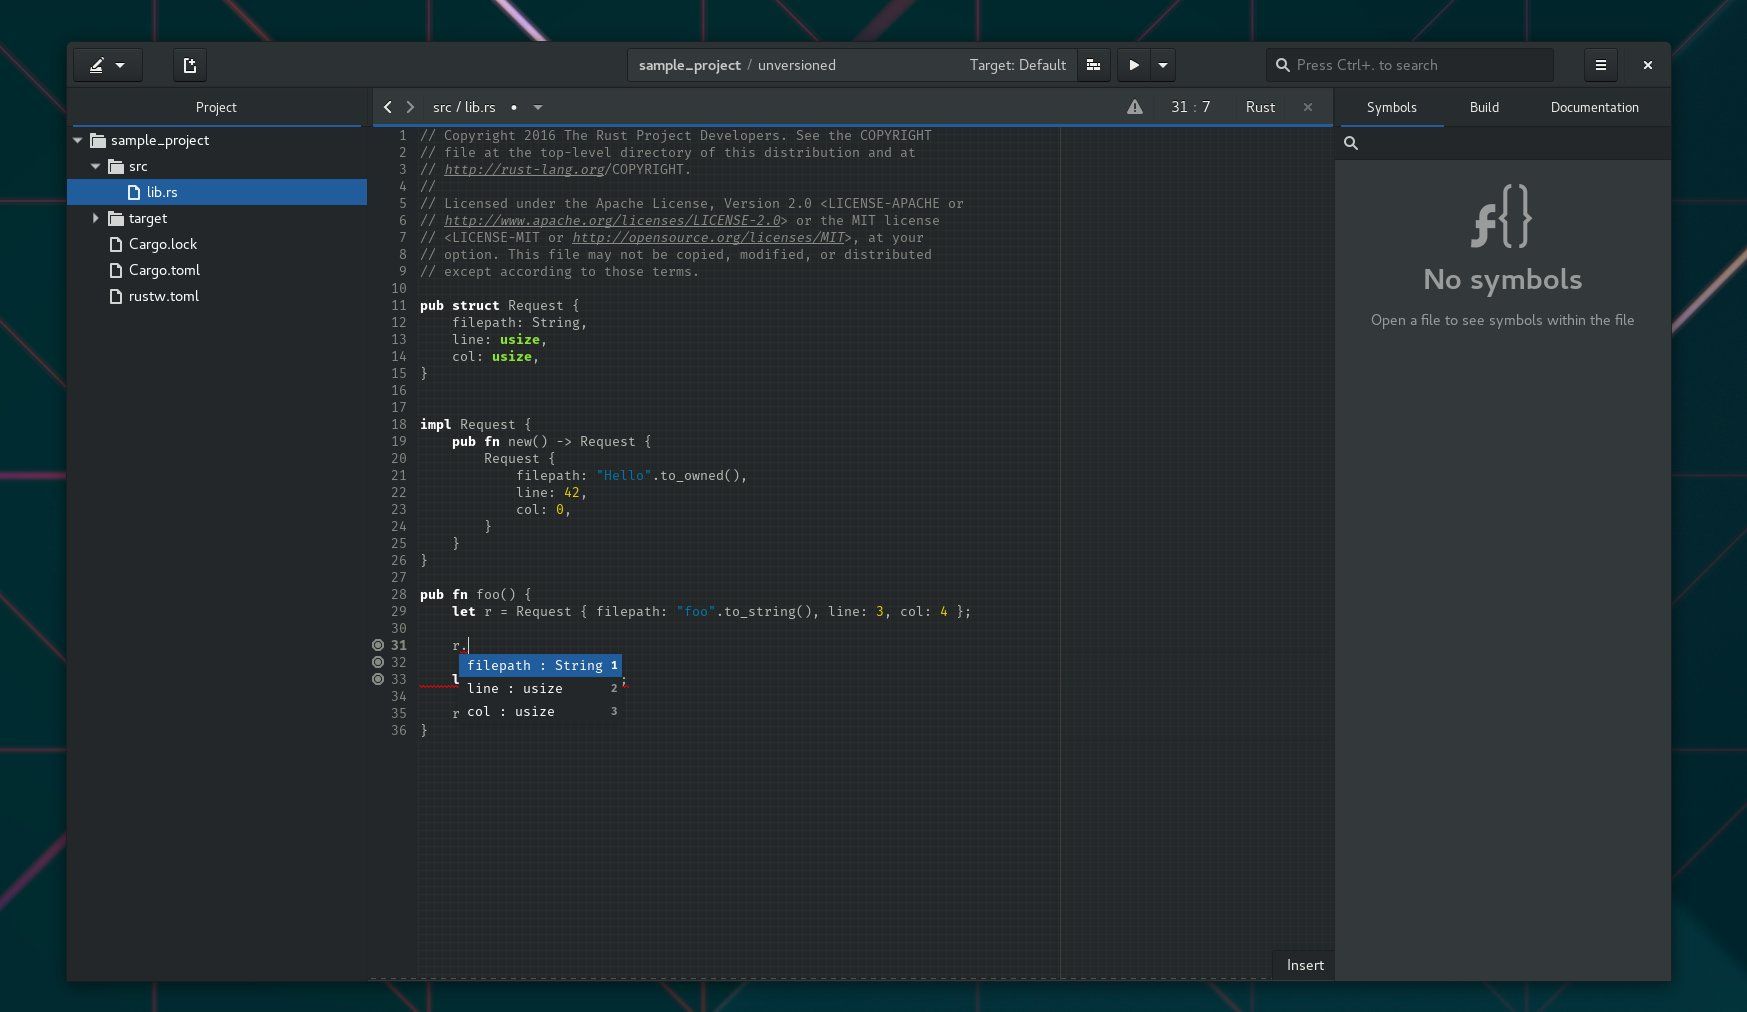 sample_project / unversioned Target: Default
Press Ctrl+. to search
Project
sample_project
src
lib.rs
target
Cargo.lock
Cargo.toml
rustw.toml
src / lib.rs • 31 : 7 Rust
1 // Copyright 2016 The Rust Project Developers. See the COPYRIGHT
2 // file at the top-level directory of this distribution and at
3 // http://rust-lang.org/COPYRIGHT.
4 //
5 // Licensed under the Apache License, Version 2.0 <LICENSE-APACHE or
6 // http://www.apache.org/licenses/LICENSE-2.0> or the MIT license
7 // <LICENSE-MIT or http://opensource.org/licenses/MIT>, at your
8 // option. This file may not be copied, modified, or distributed
9 // except according to those terms.
10
11 pub struct Request {
12     filepath: String,
13     line: usize,
14     col: usize,
15 }
16
17
18 impl Request {
19     pub fn new() -> Request {
20         Request {
21             filepath: "Hello".to_owned(),
22             line: 42,
23             col: 0,
24         }
25     }
26 }
27
28 pub fn foo() {
29     let r = Request { filepath: "foo".to_string(), line: 3, col: 4 };
30
31     r.
32
33     l ;
34
35     r
36 }
filepath : String 1
line : usize 2
col : usize 3
Insert
Symbols Build Documentation
f{}
No symbols
Open a file to see symbols within the file